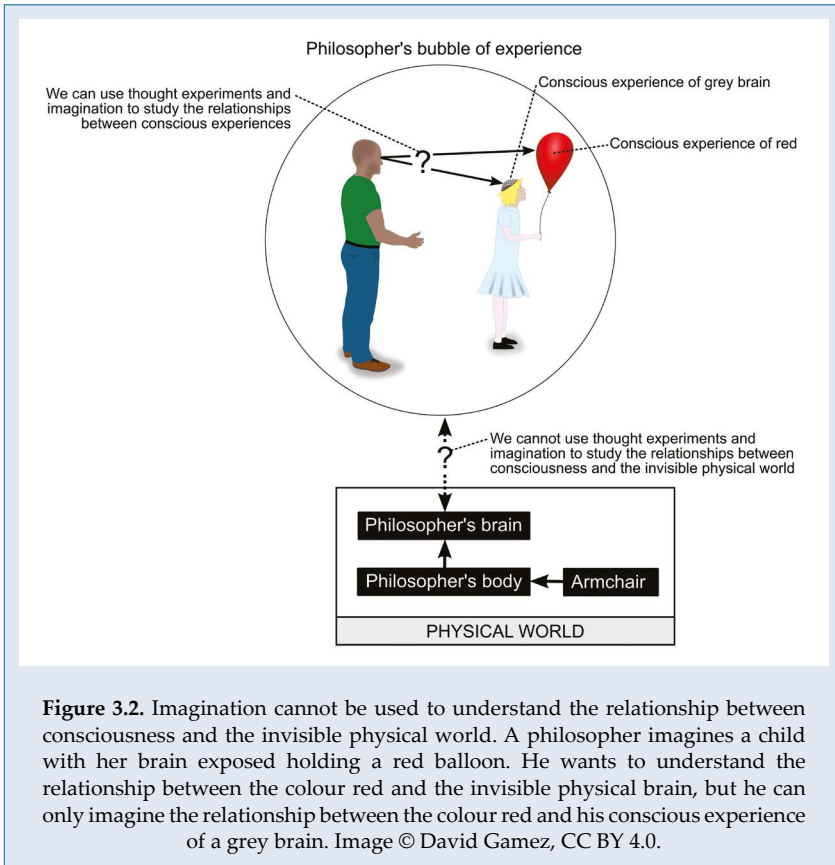 Philosopher's bubble of experience
We can use thought experiments and
imagination to study the relationships
between conscious experiences
Conscious experience of grey brain
Conscious experience of red
?
?
We cannot use thought experiments and
imagination to study the relationships between
consciousness and the invisible physical world
Philosopher's brain
Philosopher's body
Armchair
PHYSICAL WORLD
Figure 3.2. Imagination cannot be used to understand the relationship between
consciousness and the invisible physical world. A philosopher imagines a child
with her brain exposed holding a red balloon. He wants to understand the
relationship between the colour red and the invisible physical brain, but he can
only imagine the relationship between the colour red and his conscious experience
of a grey brain. Image © David Gamez, CC BY 4.0.